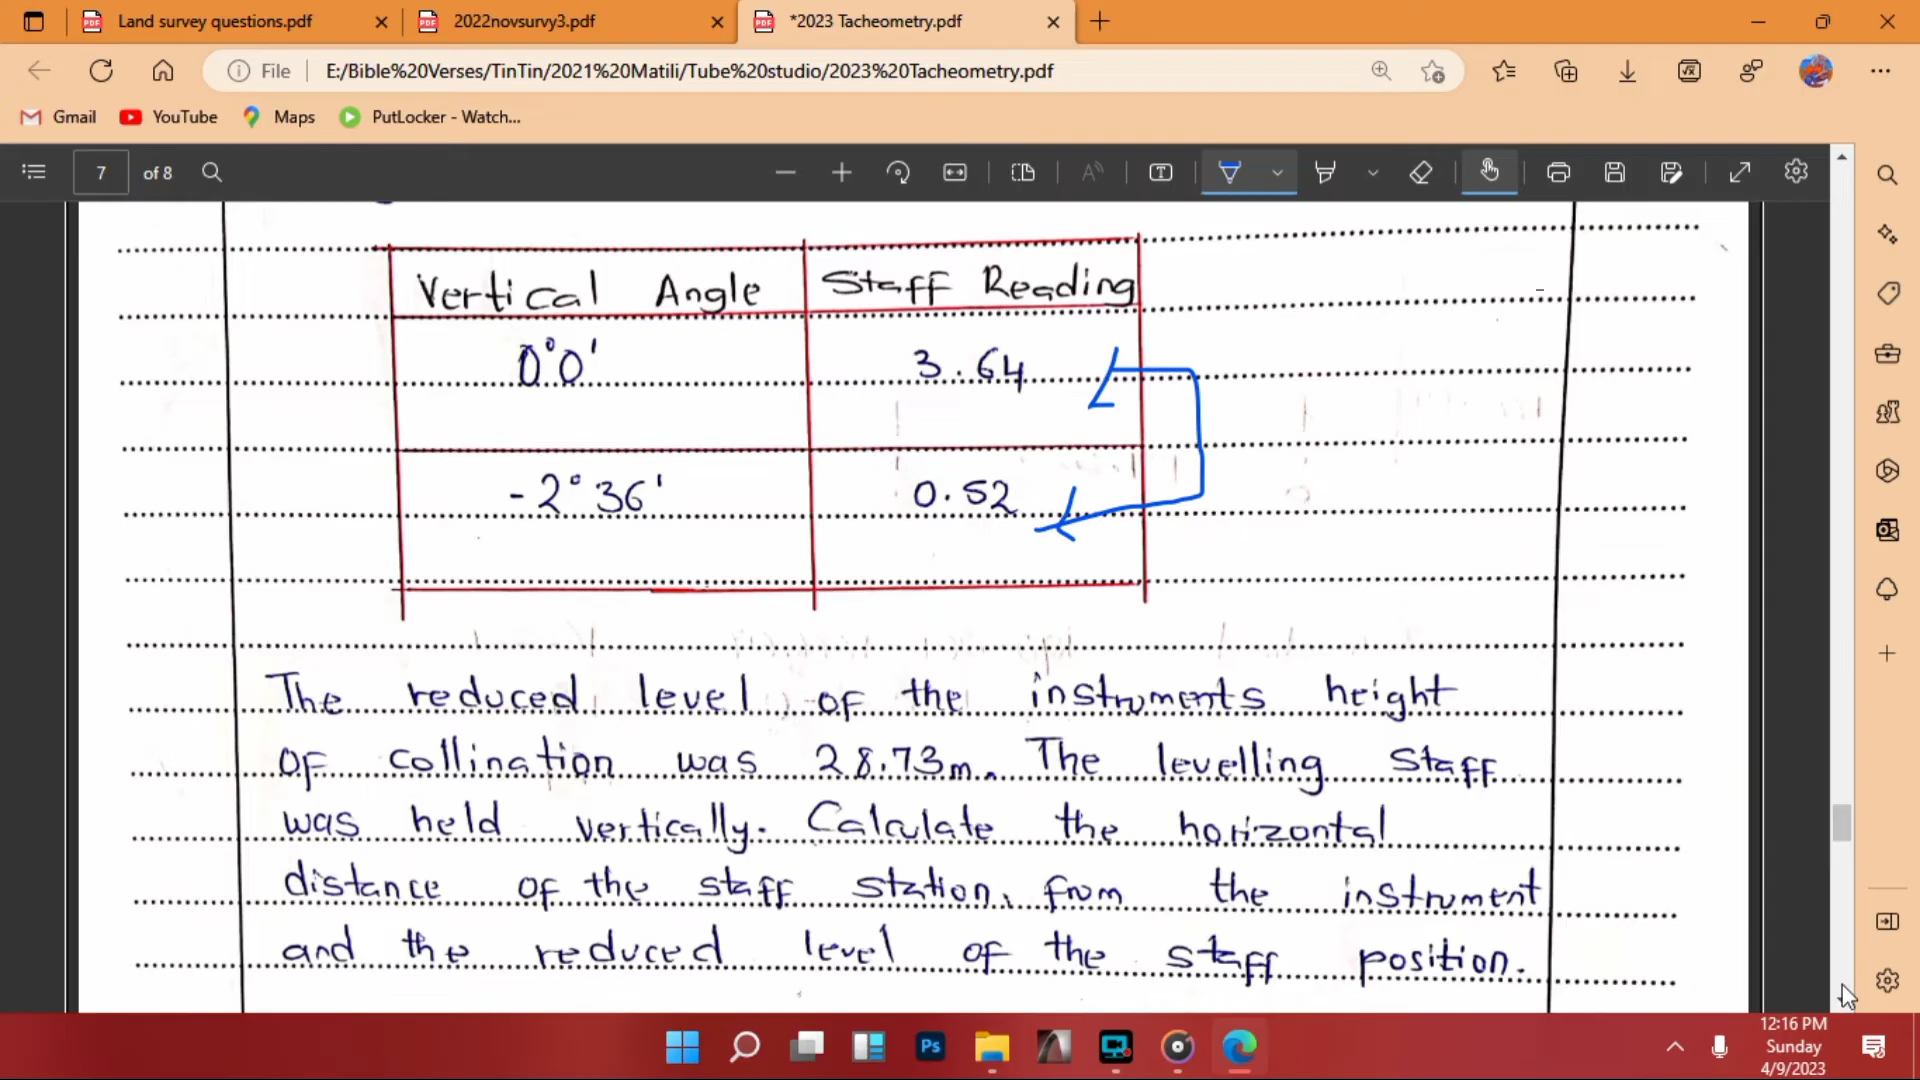 Land survey questions.pdf
2022novsurvy3.pdf
*2023 Tacheometry.pdf
File
E:/Bible%20Verses/TinTin/2021%20Matili/Tube%20studio/2023%20Tacheometry.pdf
Gmail
YouTube
Maps
PutLocker - Watch...
7
of 8
Vertical Angle
Staff Reading
0°0'
3.64
-2°36'
0.52
The reduced level of the instruments height
of collination was 28.73m. The levelling staff
was held vertically. Calculate the horizontal
distance of the staff station, from the instrument
and the reduced level of the staff position.
Ps
12:16 PM
Sunday
4/9/2023